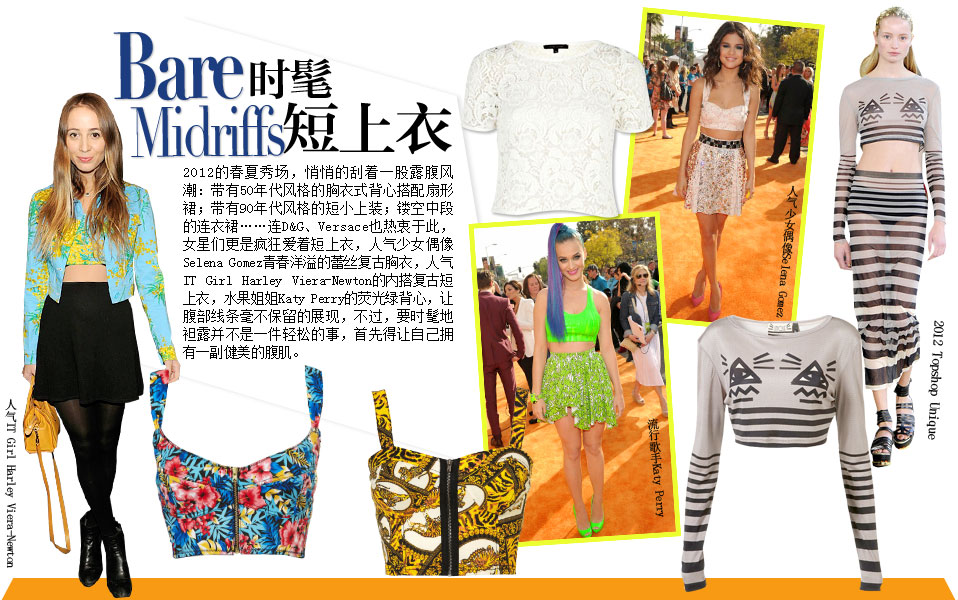 Bare 时髦
Midriffs 短上衣
2012的春夏秀场，悄悄的刮着一股露腹风
潮：带有50年代风格的胸衣式背心搭配扇形
裙；带有90年代风格的短小上装；镂空中段
的连衣裙……连D&G、Versace也热衷于此，
女星们更是疯狂爱着短上衣，人气少女偶像
Selena Gomez青春洋溢的蕾丝复古胸衣，人气
IT Girl Harley Viera-Newton的内搭复古短
上衣，水果姐姐Katy Perry的荧光绿背心，让
腹部线条毫不保留的展现，不过，要时髦地
袒露并不是一件轻松的事，首先得让自己拥
有一副健美的腹肌。
人气少女偶像Selena Gomez
2012 Topshop Unique
流行歌手Katy Perry
人气IT Girl Harley Viera-Newton